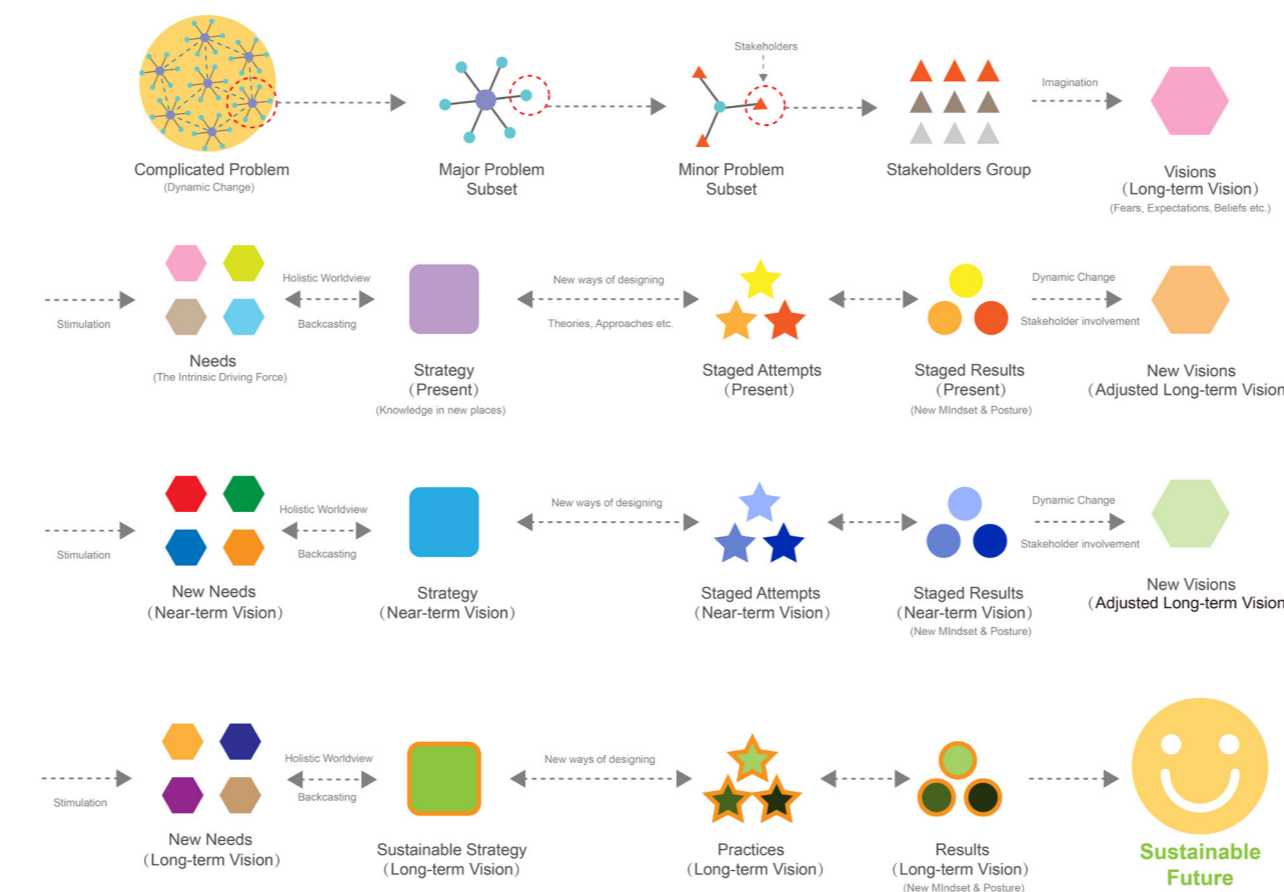 Stakeholders
Imagination
Complicated Problem
(Dynamic Change)
Major Problem
Subset
Minor Problem
Subset
Stakeholders Group
Visions
(Long-term Vision)
(Fears, Expectations, Beliefs etc.)
Stimulation
Holistic Worldview
Backcasting
New ways of designing
Theories, Approaches etc.
Dynamic Change
Stakeholder involvement
Needs
(The Intrinsic Driving Force)
Strategy
(Present)
(Knowledge in new places)
Staged Attempts
(Present)
Staged Results
(Present)
(New MIndset & Posture)
New Visions
(Adjusted Long-term Vision
Stimulation
Holistic Worldview
Backcasting
New ways of designing
Dynamic Change
Stakeholder involvement
New Needs
(Near-term Vision)
Strategy
(Near-term Vision)
Staged Attempts
(Near-term Vision)
Staged Results
(Near-term Vision)
(New MIndset & Posture)
New Visions
(Adjusted Long-term Vision
Stimulation
Holistic Worldview
Backcasting
New ways of designing
New Needs
(Long-term Vision)
Sustainable Strategy
(Long-term Vision)
Practices
(Long-term Vision)
Results
(Long-term Vision)
(New MIndset & Posture)
Sustainable
Future